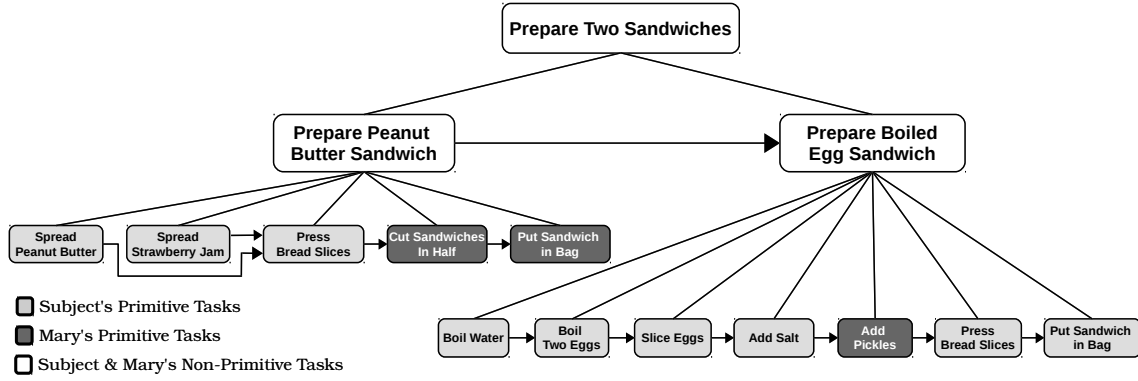 Prepare Two Sandwiches
Prepare Peanut
Butter Sandwich
Prepare Boiled
Egg Sandwich
Spread
Peanut Butter
Spread
Strawberry Jam
Press
Bread Slices
Cut Sandwiches
In Half
Put Sandwich
in Bag
Subject's Primitive Tasks
Mary's Primitive Tasks
Subject & Mary's Non-Primitive Tasks
Boil Water
Boil
Two Eggs
Slice Eggs
Add Salt
Add
Pickles
Press
Bread Slices
Put Sandwich
in Bag